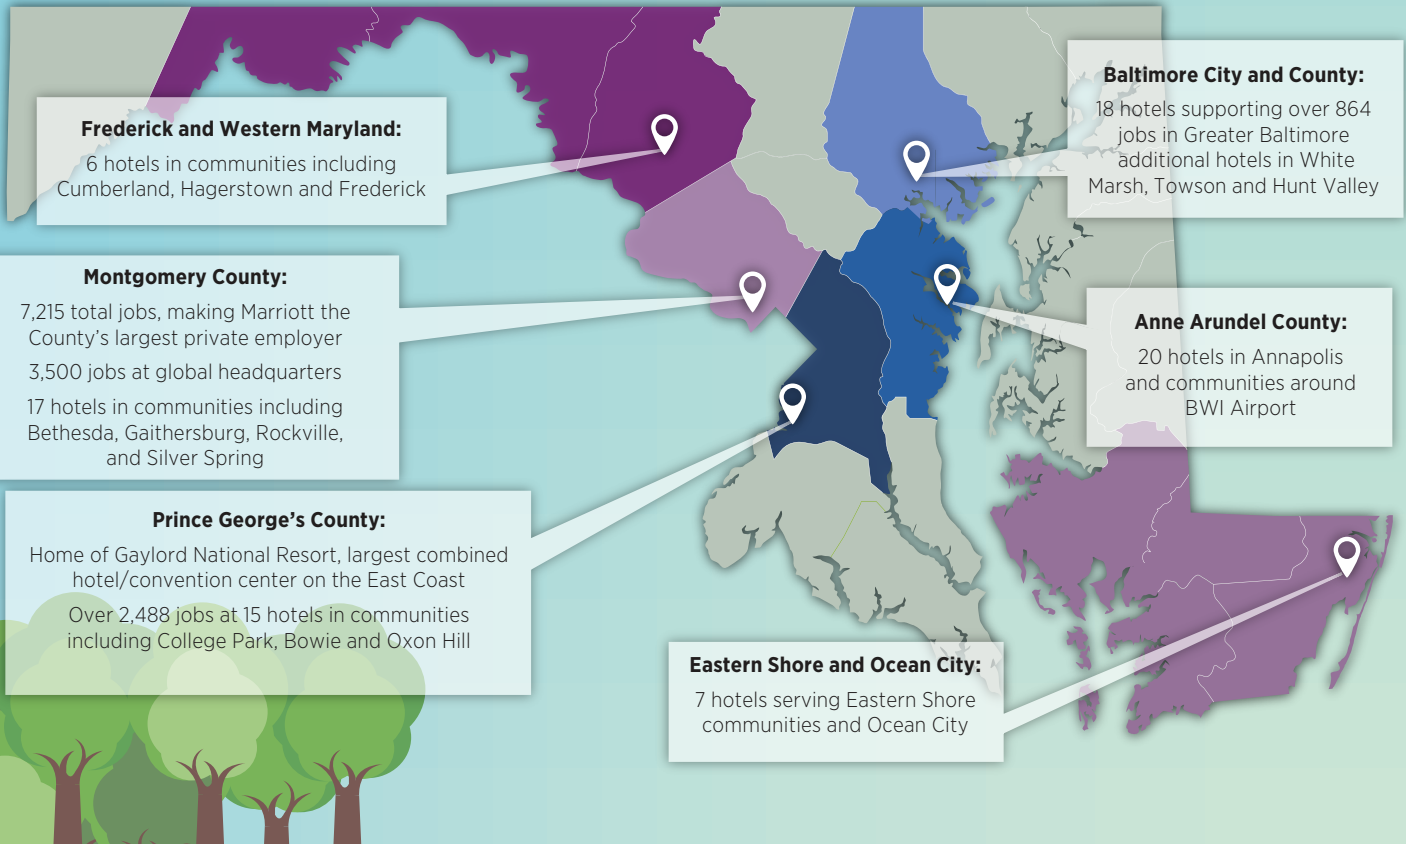 Frederick and Western Maryland:
6 hotels in communities including
Cumberland, Hagerstown and Frederick
Baltimore City and County:
18 hotels supporting over 864
jobs in Greater Baltimore
additional hotels in White
Marsh, Towson and Hunt Valley
Montgomery County:
7,215 total jobs, making Marriott the
County’s largest private employer
3,500 jobs at global headquarters
17 hotels in communities including
Bethesda, Gaithersburg, Rockville,
and Silver Spring
Anne Arundel County:
20 hotels in Annapolis
and communities around
BWI Airport
Prince George’s County:
Home of Gaylord National Resort, largest combined
hotel/convention center on the East Coast
Over 2,488 jobs at 15 hotels in communities
including College Park, Bowie and Oxon Hill
Eastern Shore and Ocean City:
7 hotels serving Eastern Shore
communities and Ocean City